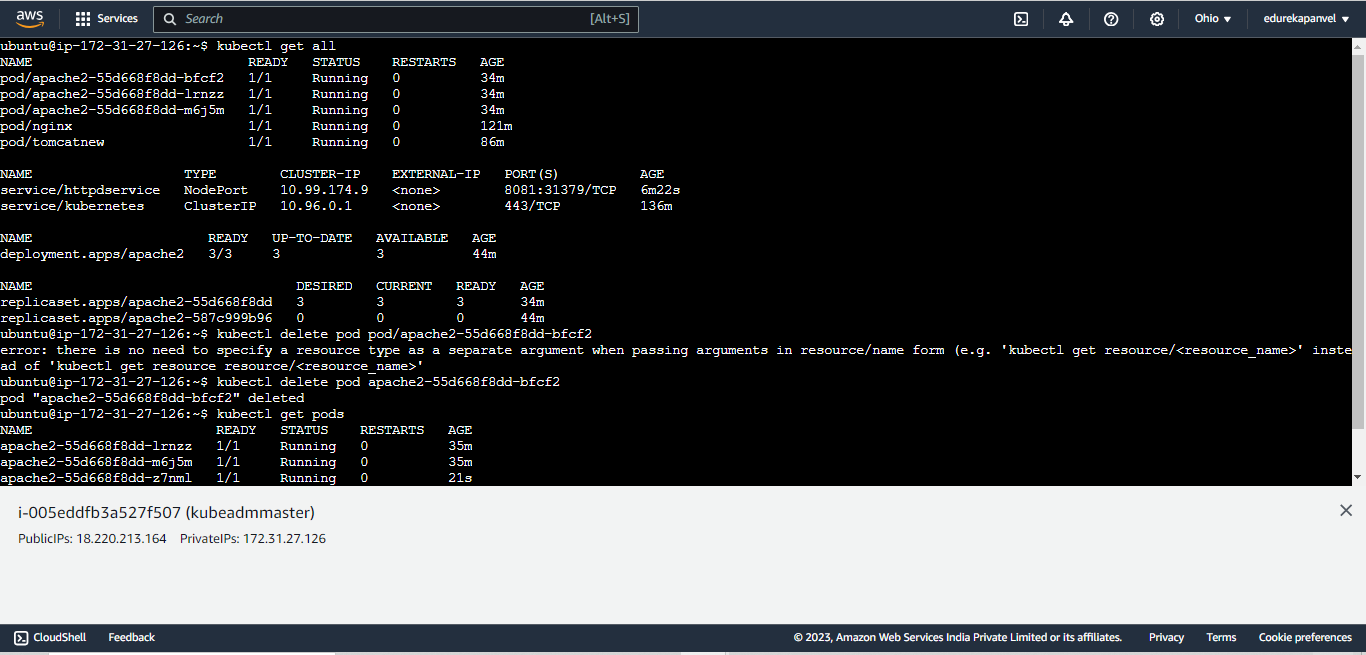 aws Services Search [Alt+S] Ohio ▼ edurekapanvel ▼
ubuntu@ip-172-31-27-126:~$ kubectl get all
NAME READY STATUS RESTARTS AGE
pod/apache2-55d668f8dd-bfcf2 1/1 Running 0 34m
pod/apache2-55d668f8dd-lrnzz 1/1 Running 0 34m
pod/apache2-55d668f8dd-m6j5m 1/1 Running 0 34m
pod/nginx 1/1 Running 0 121m
pod/tomcatnew 1/1 Running 0 86m
NAME TYPE CLUSTER-IP EXTERNAL-IP PORT(S) AGE
service/httpdservice NodePort 10.99.174.9 <none> 8081:31379/TCP 6m22s
service/kubernetes ClusterIP 10.96.0.1 <none> 443/TCP 136m
NAME READY UP-TO-DATE AVAILABLE AGE
deployment.apps/apache2 3/3 3 3 44m
NAME DESIRED CURRENT READY AGE
replicaset.apps/apache2-55d668f8dd 3 3 3 34m
replicaset.apps/apache2-587c999b96 0 0 0 44m
ubuntu@ip-172-31-27-126:~$ kubectl delete pod pod/apache2-55d668f8dd-bfcf2
error: there is no need to specify a resource type as a separate argument when passing arguments in resource/name form (e.g. 'kubectl get resource/<resource_name>' inste
ad of 'kubectl get resource resource/<resource_name>'
ubuntu@ip-172-31-27-126:~$ kubectl delete pod apache2-55d668f8dd-bfcf2
pod "apache2-55d668f8dd-bfcf2" deleted
ubuntu@ip-172-31-27-126:~$ kubectl get pods
NAME READY STATUS RESTARTS AGE
apache2-55d668f8dd-lrnzz 1/1 Running 0 35m
apache2-55d668f8dd-m6j5m 1/1 Running 0 35m
apache2-55d668f8dd-z7nml 1/1 Running 0 21s
i-005eddfb3a527f507 (kubeadmmaster)
PublicIPs: 18.220.213.164 PrivateIPs: 172.31.27.126
CloudShell Feedback © 2023, Amazon Web Services India Private Limited or its affiliates. Privacy Terms Cookie preferences